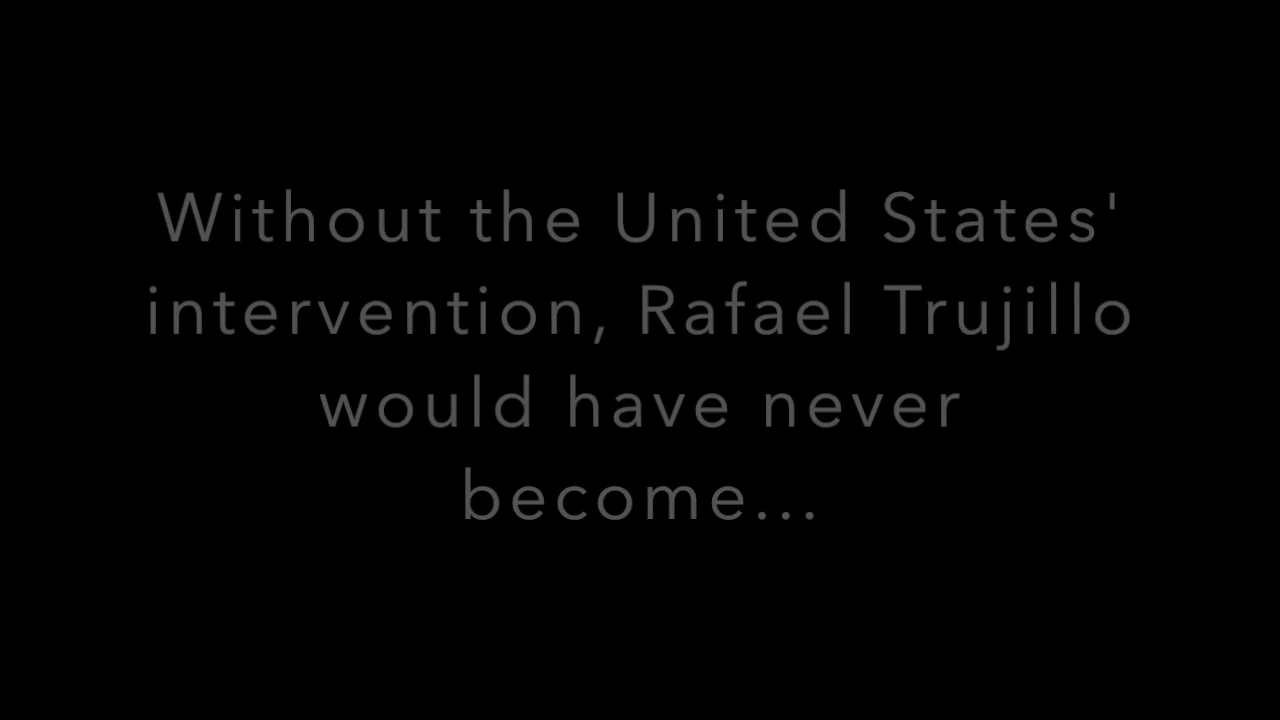 Without the United States'
intervention, Rafael Trujillo
would have never
become...